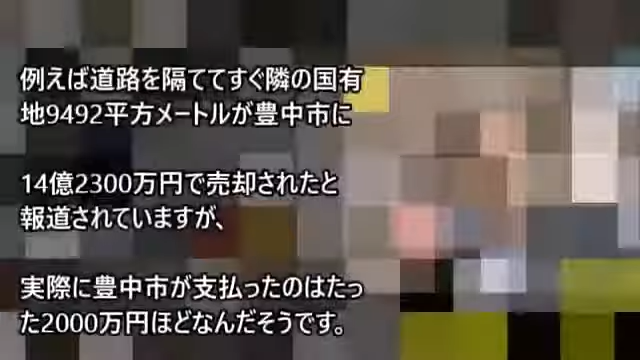 例えば道路を隔ててすぐ隣の国有
地9492平方メートルが豊中市に
14億2300万円で売却されたと
報道されていますが、
実際に豊中市が支払ったのはたっ
た2000万円ほどなんだそうです。